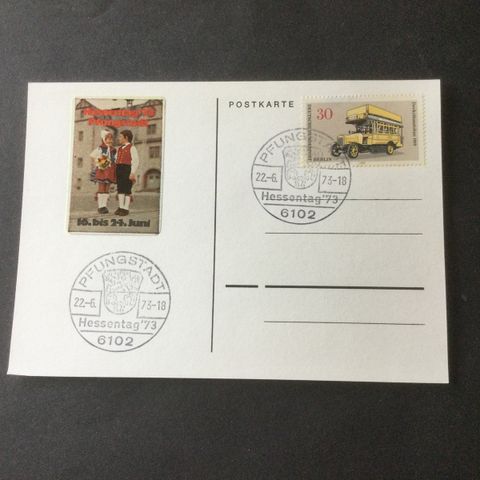 Hessentag '73
Pfungstadt
16. bis 24. Juni
POSTKARTE
30
BERLIN
PFUNGSTADT
22.-6.
73-18
Hessentag '73
6102
PFUNGSTADT
22.-6.
73-18
Hessentag '73
6102